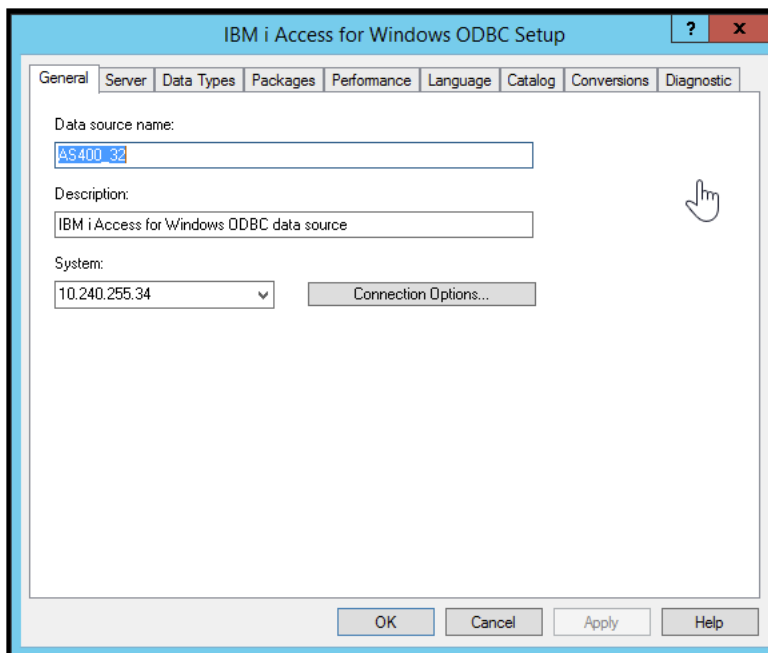 IBM i Access for Windows ODBC Setup
? x
General Server Data Types Packages Performance Language Catalog Conversions Diagnostic
Data source name:
AS400_32
Description:
IBM i Access for Windows ODBC data source
System:
10.240.255.34 Connection Options...
OK Cancel Apply Help